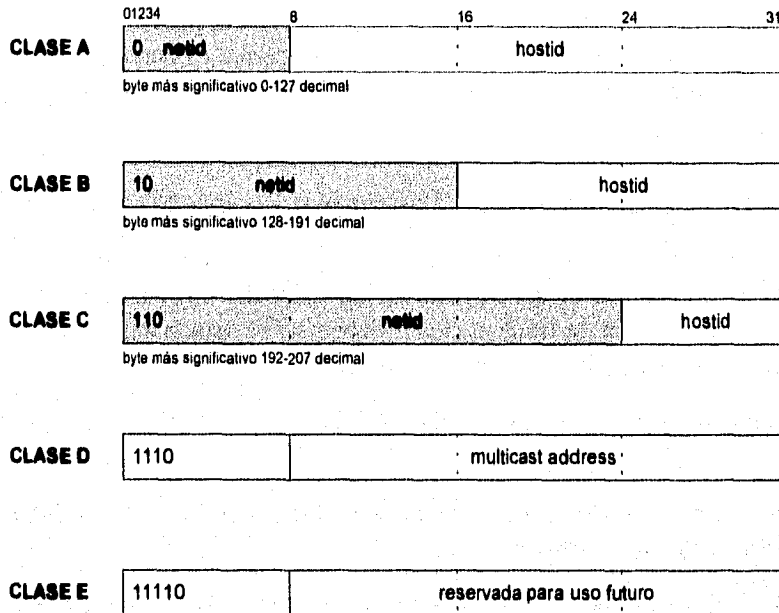 01234 8 16 24 31
CLASE A 0 netid hostid
byte más significativo 0-127 decimal
CLASE B 10 netid hostid
byte más significativo 128-191 decimal
CLASE C 110 netid hostid
byte más significativo 192-207 decimal
CLASE D 1110 multicast address
CLASE E 11110 reservada para uso futuro